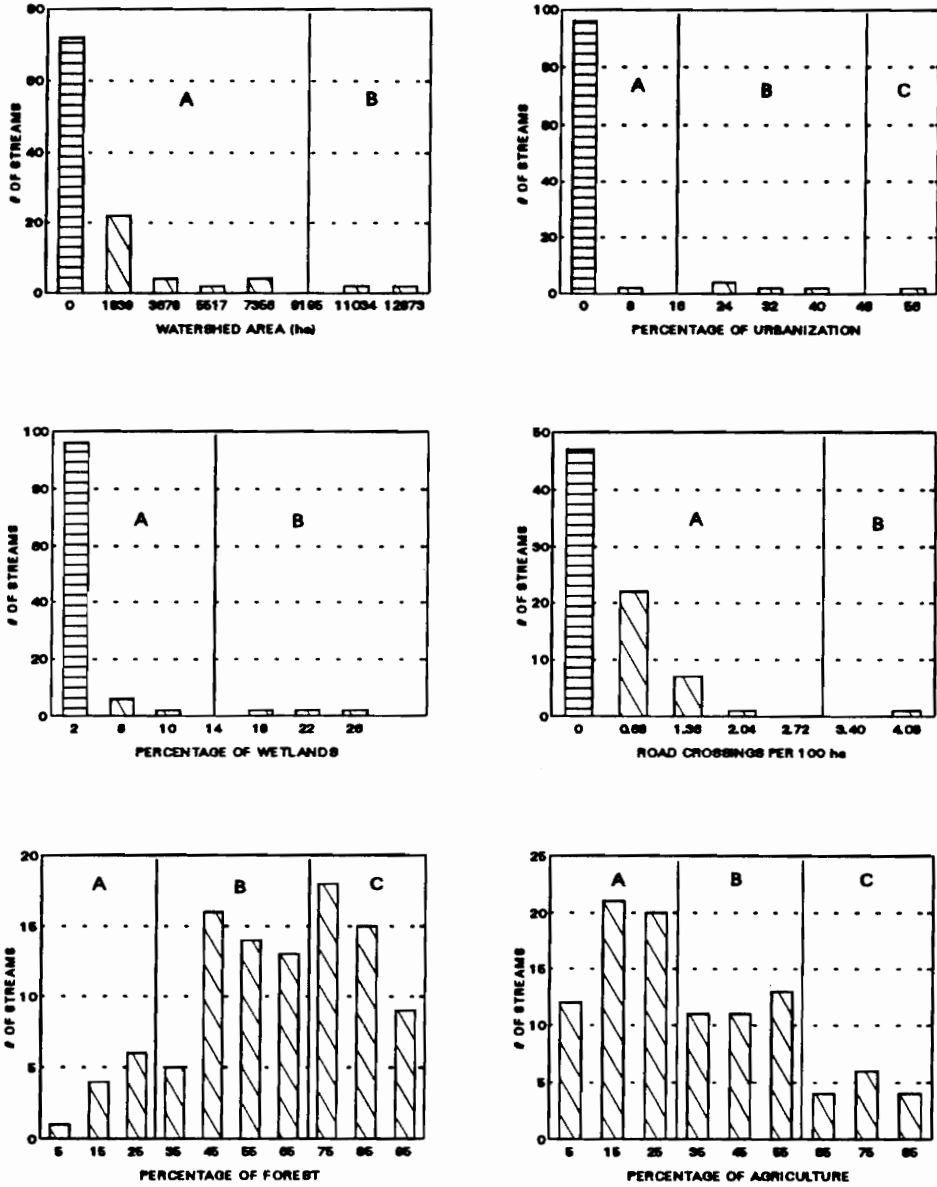 80
60
40
20
0
# OF STREAMS
A
B
0 1839 3678 5517 7356 9195 11034 12873
WATERSHED AREA (ha)
100
80
60
40
20
0
# OF STREAMS
A
B
C
0 8 16 24 32 40 48 56
PERCENTAGE OF URBANIZATION
100
80
60
40
20
0
# OF STREAMS
A
B
2 6 10 14 18 22 26
PERCENTAGE OF WETLANDS
50
40
30
20
10
0
# OF STREAMS
A
B
0 0.68 1.36 2.04 2.72 3.40 4.08
ROAD CROSSINGS PER 100 ha
20
15
10
5
0
# OF STREAMS
A
B
C
5 15 25 35 45 55 65 75 85 95
PERCENTAGE OF FOREST
25
20
15
10
5
0
# OF STREAMS
A
B
C
5 15 25 35 45 55 65 75 85
PERCENTAGE OF AGRICULTURE